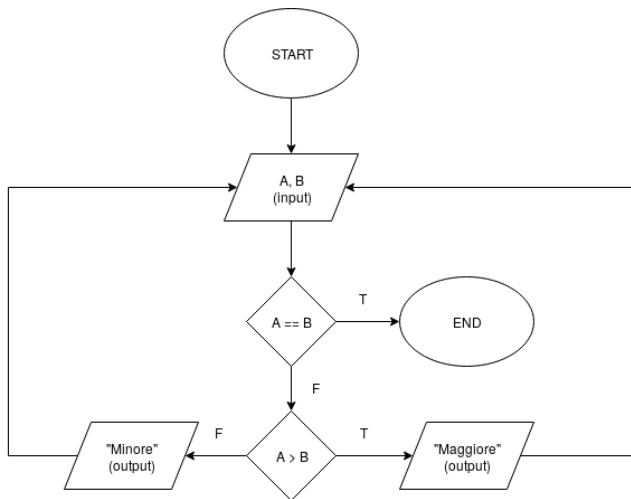 START
A, B
(input)
A == B
T
END
F
"Minore"
(output)
F
A > B
T
"Maggiore"
(output)